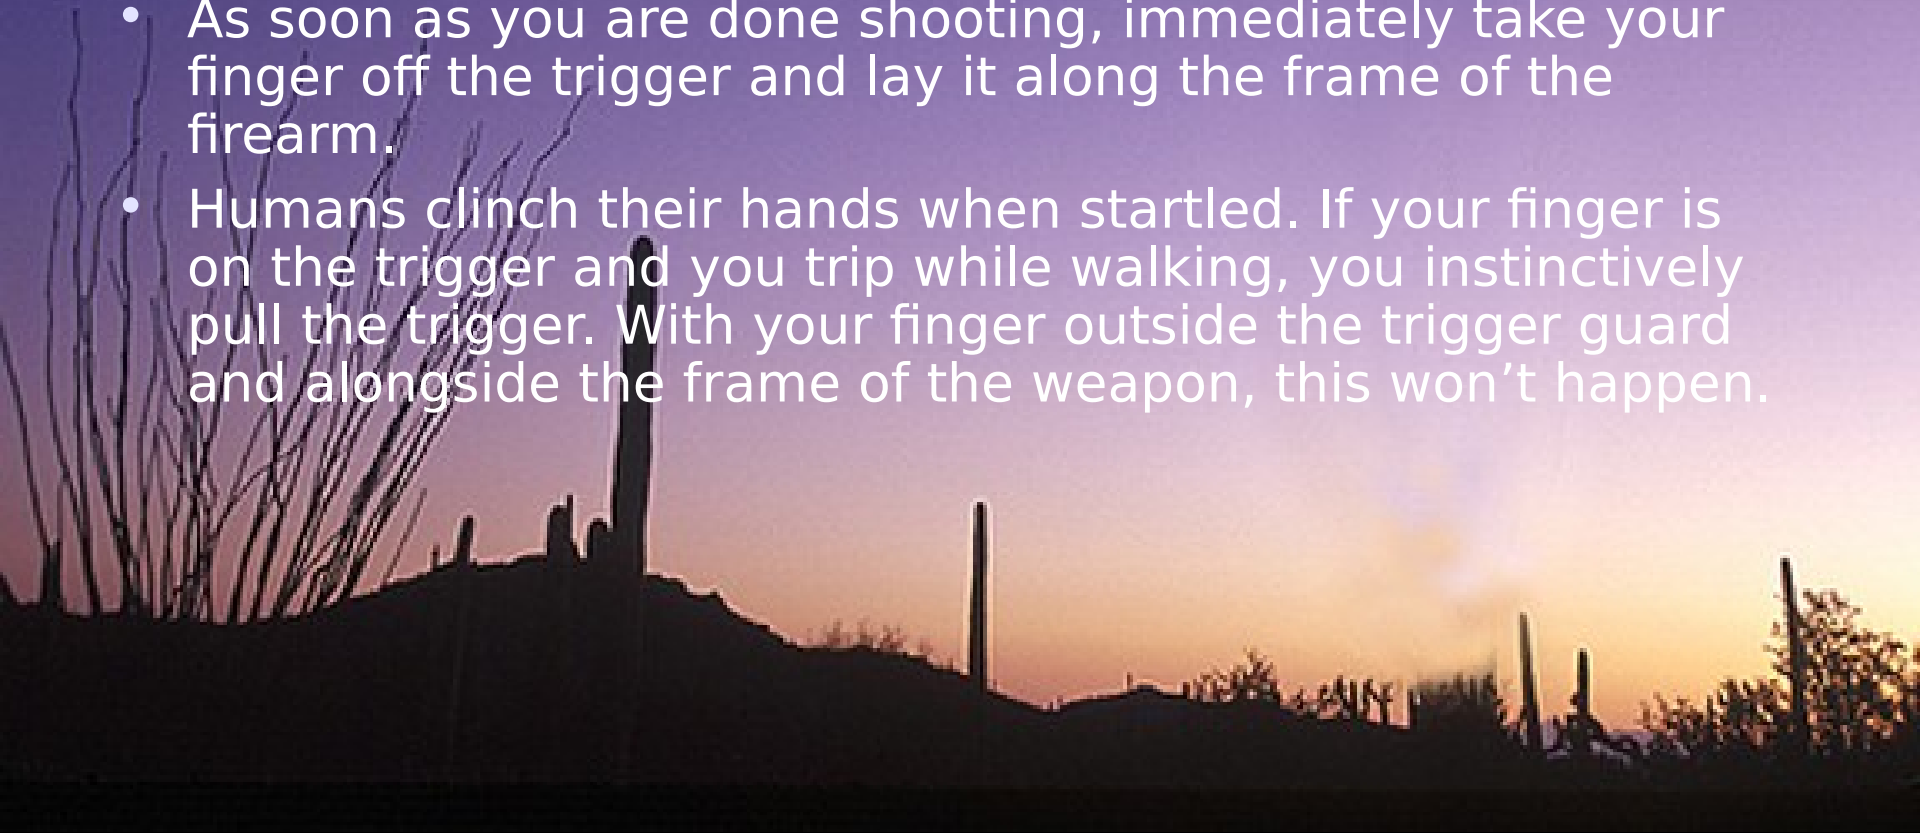 • As soon as you are done shooting, immediately take your
finger off the trigger and lay it along the frame of the
firearm.
• Humans clinch their hands when startled. If your finger is
on the trigger and you trip while walking, you instinctively
pull the trigger. With your finger outside the trigger guard
and alongside the frame of the weapon, this won’t happen.